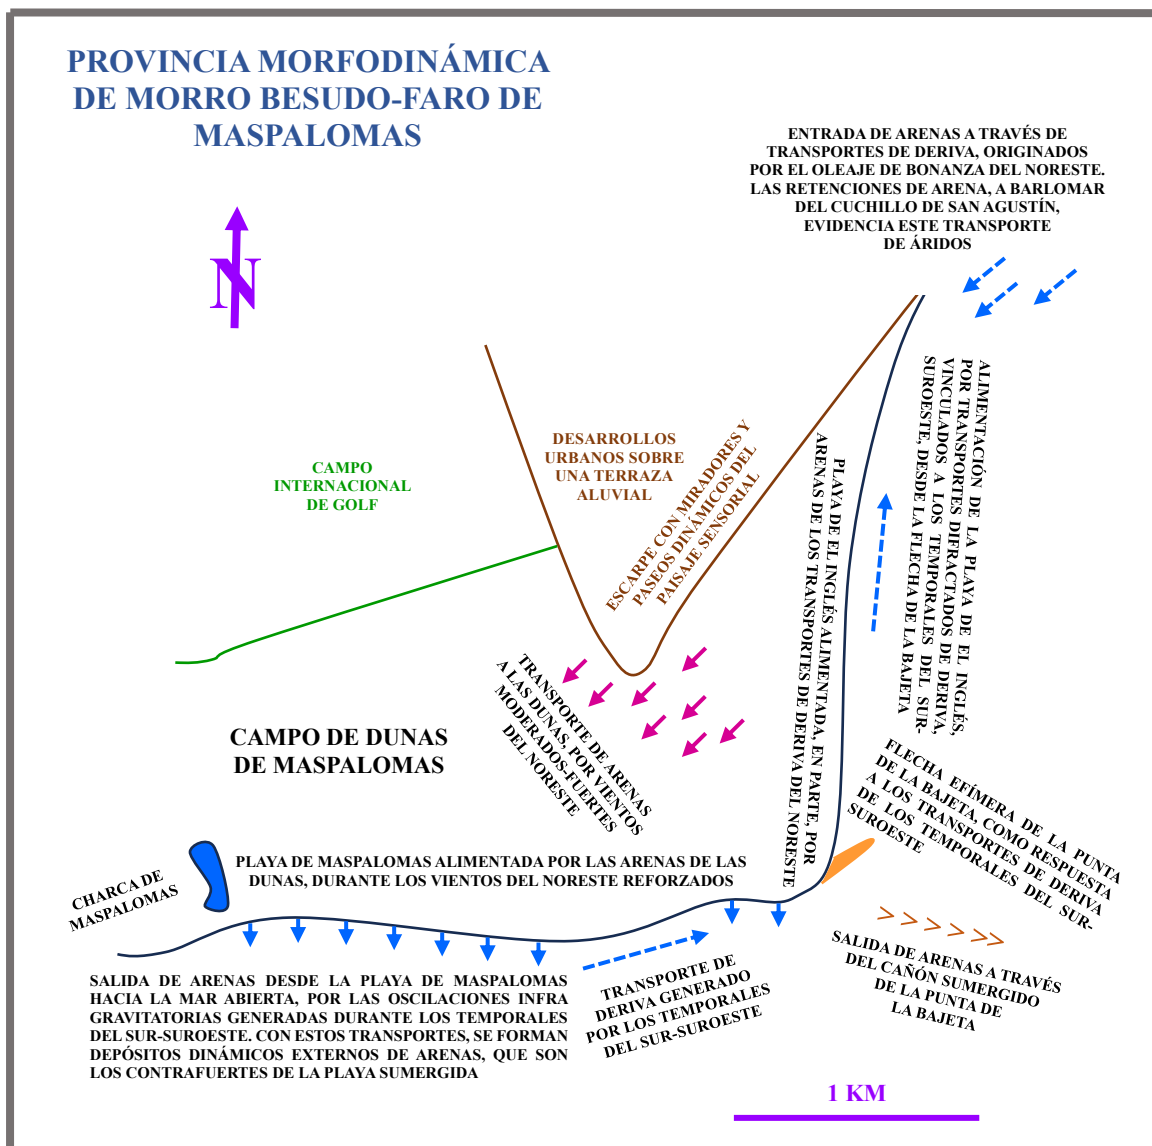 PROVINCIA MORFODINÁMICA
DE MORRO BESUDO-FARO DE
MASPALOMAS
ENTRADA DE ARENAS A TRAVÉS DE
TRANSPORTES DE DERIVA, ORIGINADOS
POR EL OLEAJE DE BONANZA DEL NORESTE.
LAS RETENCIONES DE ARENA, A BARLOMAR
DEL CUCHILLO DE SAN AGUSTÍN,
EVIDENCIA ESTE TRANSPORTE
DE ÁRIDOS
N
ALIMENTACIÓN DE LA PLAYA DE EL INGLÉS,
POR TRANSPORTES DIFRACTADOS DE DERIVA,
VINCULADOS A LOS TEMPORALES DEL SUR-
SUROESTE, DESDE LA FLECHA DE LA BAJETA
DESARROLLOS
URBANOS SOBRE
UNA TERRAZA
ALUVIAL
ESCARPE CON MIRADORES Y
PASEOS DINÁMICOS DEL
PAISAJE SENSORIAL
PLAYA DE EL INGLÉS ALIMENTADA, EN PARTE, POR
ARENAS DE LOS TRANSPORTES DE DERIVA DEL NORESTE
CAMPO
INTERNACIONAL
DE GOLF
TRANSPORTE DE ARENAS
A LAS DUNAS, POR VIENTOS
MODERADOS-FUERTES
DEL NORESTE
CAMPO DE DUNAS
DE MASPALOMAS
FLECHA EFÍMERA DE LA PUNTA
DE LA BAJETA, COMO RESPUESTA
A LOS TRANSPORTES DE DERIVA
DE LOS TEMPORALES DEL SUR-
SUROESTE
CHARCA DE
MASPALOMAS
PLAYA DE MASPALOMAS ALIMENTADA POR LAS ARENAS DE LAS
DUNAS, DURANTE LOS VIENTOS DEL NORESTE REFORZADOS
SALIDA DE ARENAS DESDE LA PLAYA DE MASPALOMAS
HACIA LA MAR ABIERTA, POR LAS OSCILACIONES INFRA
GRAVITATORIAS GENERADAS DURANTE LOS TEMPORALES
DEL SUR-SUROESTE. CON ESTOS TRANSPORTES, SE FORMAN
DEPÓSITOS DINÁMICOS EXTERNOS DE ARENAS, QUE SON
LOS CONTRAFUERTES DE LA PLAYA SUMERGIDA
TRANSPORTE DE
DERIVA GENERADO
POR LOS TEMPORALES
DEL SUR-SUROESTE
SALIDA DE ARENAS A TRAVÉS
DEL CAÑÓN SUMERGIDO
DE LA PUNTA DE
LA BAJETA
1 KM